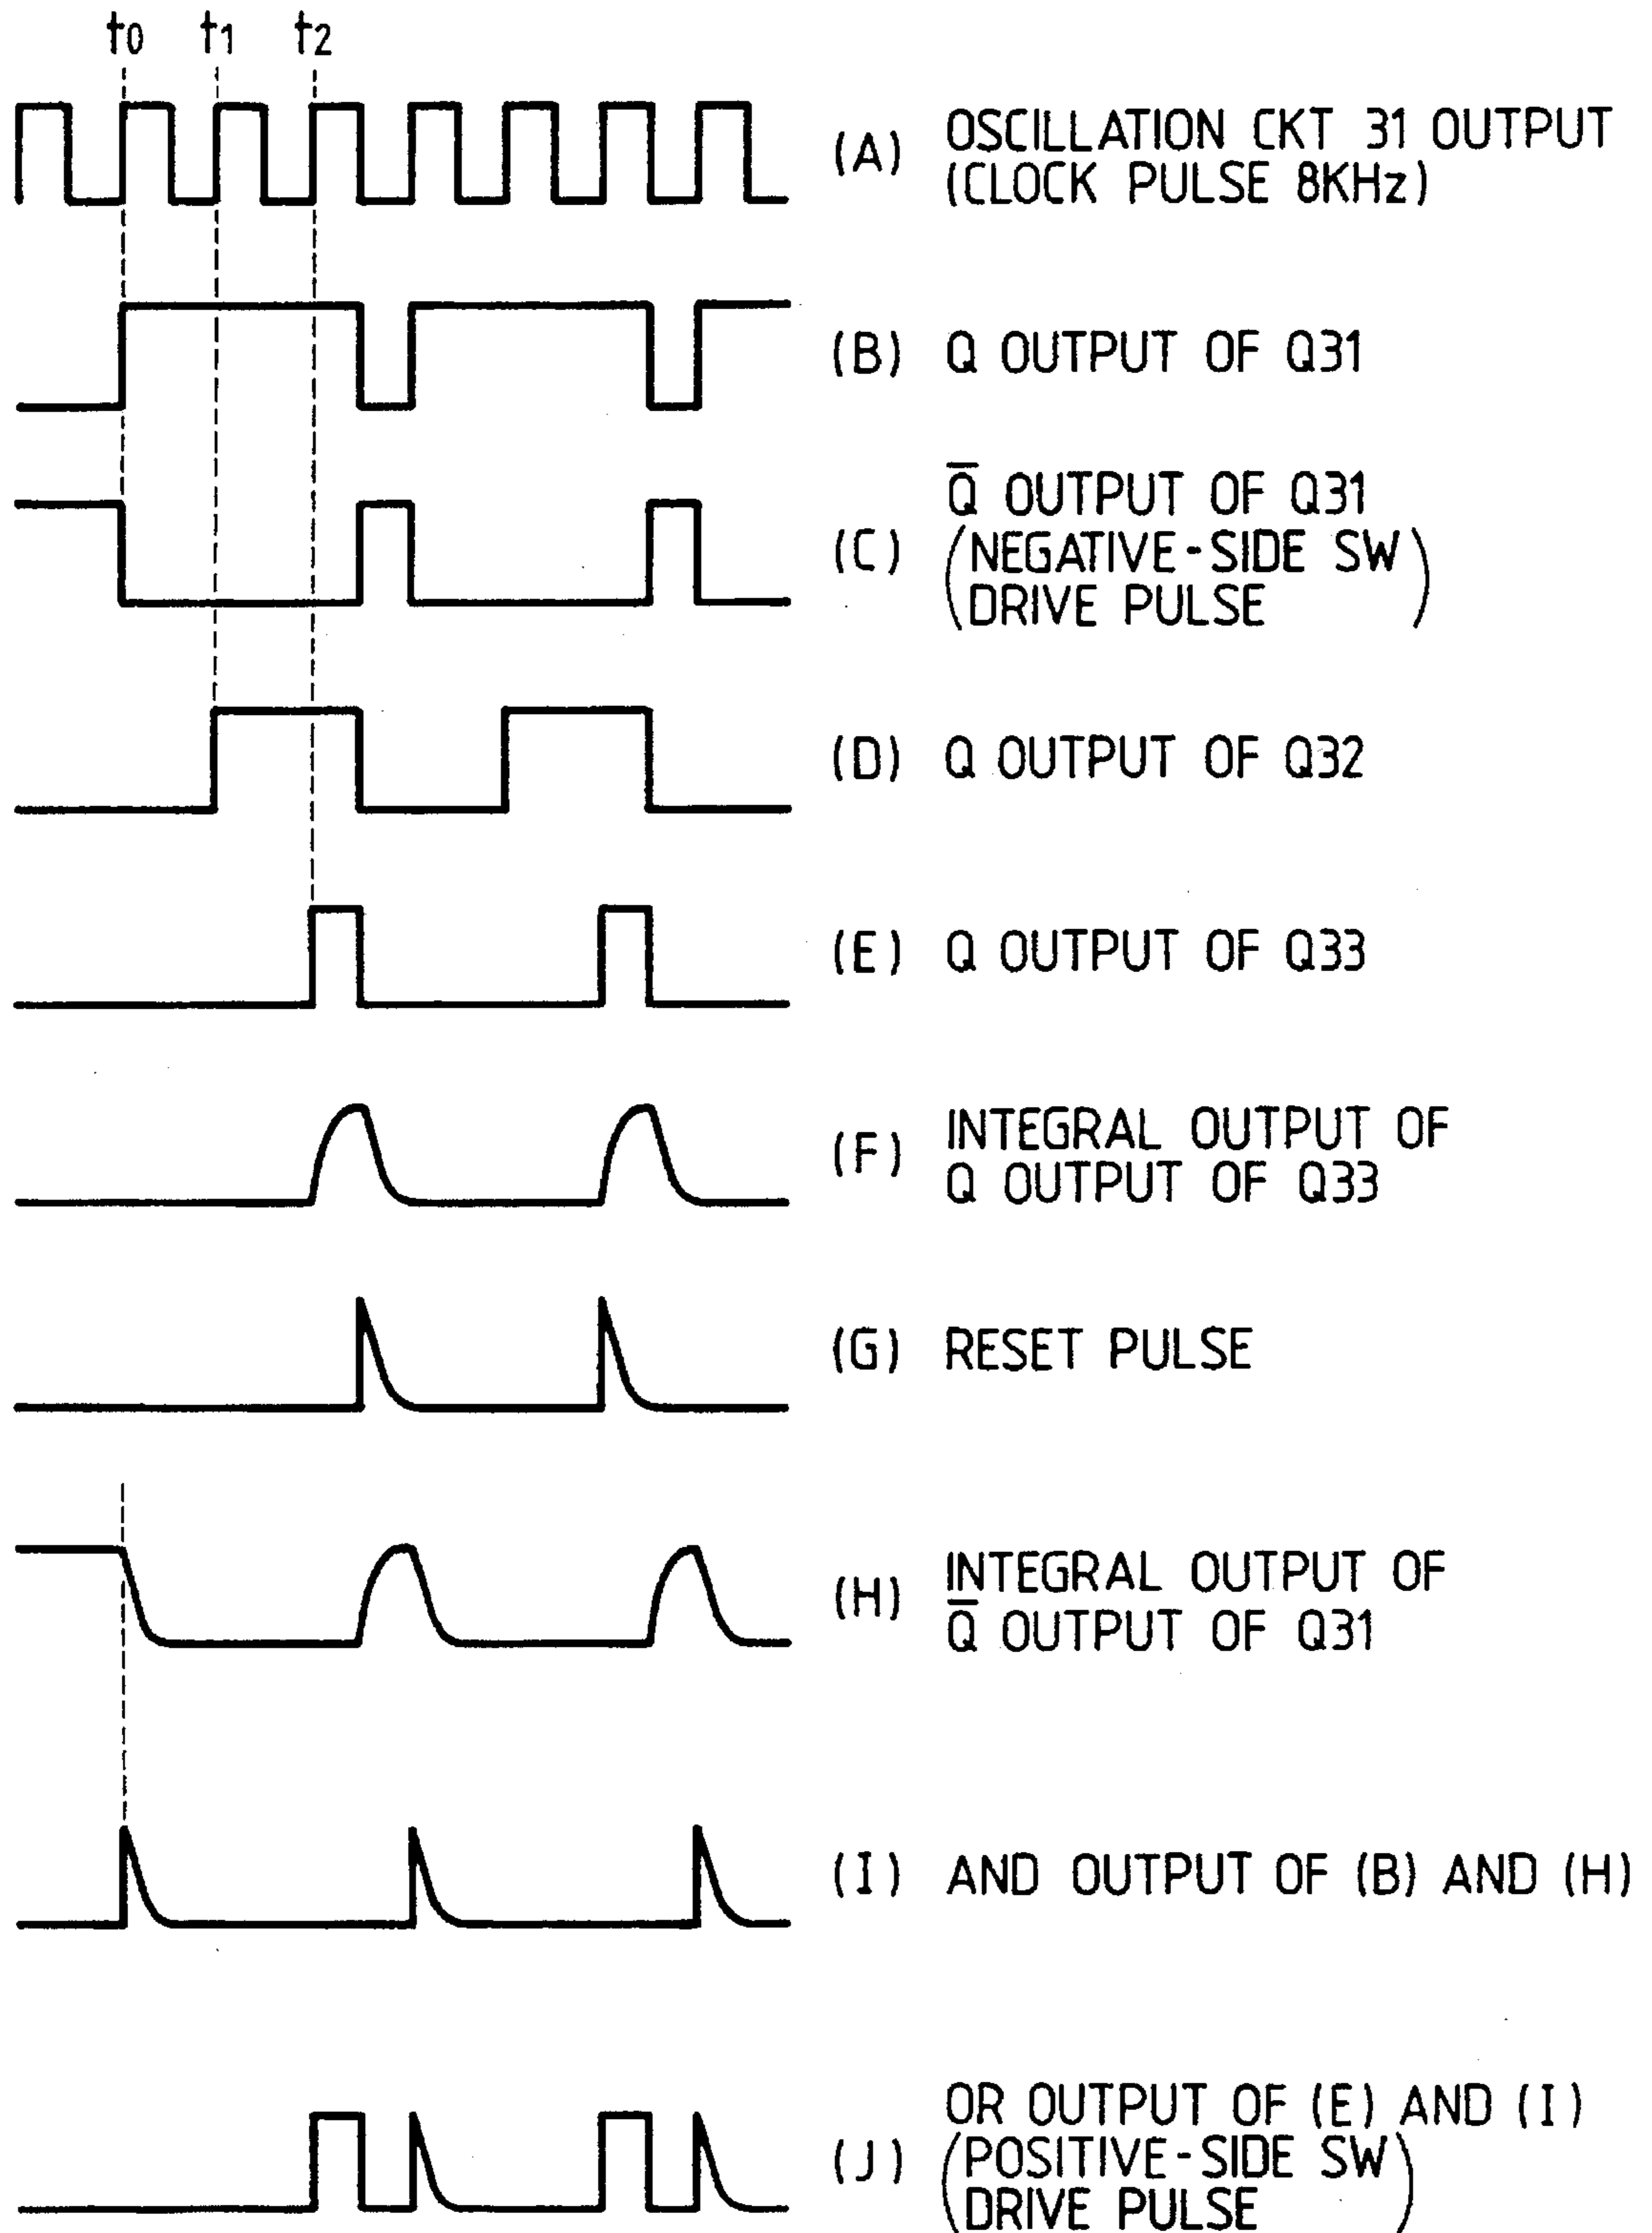 t0 t1 t2
(A) OSCILLATION CKT 31 OUTPUT
(CLOCK PULSE 8KHz)
(B) Q OUTPUT OF Q31
Q̅ OUTPUT OF Q31
(C) (NEGATIVE-SIDE SW
DRIVE PULSE)
(D) Q OUTPUT OF Q32
(E) Q OUTPUT OF Q33
(F) INTEGRAL OUTPUT OF
Q OUTPUT OF Q33
(G) RESET PULSE
(H) INTEGRAL OUTPUT OF
Q̅ OUTPUT OF Q31
(I) AND OUTPUT OF (B) AND (H)
OR OUTPUT OF (E) AND (I)
(J) (POSITIVE-SIDE SW
DRIVE PULSE)